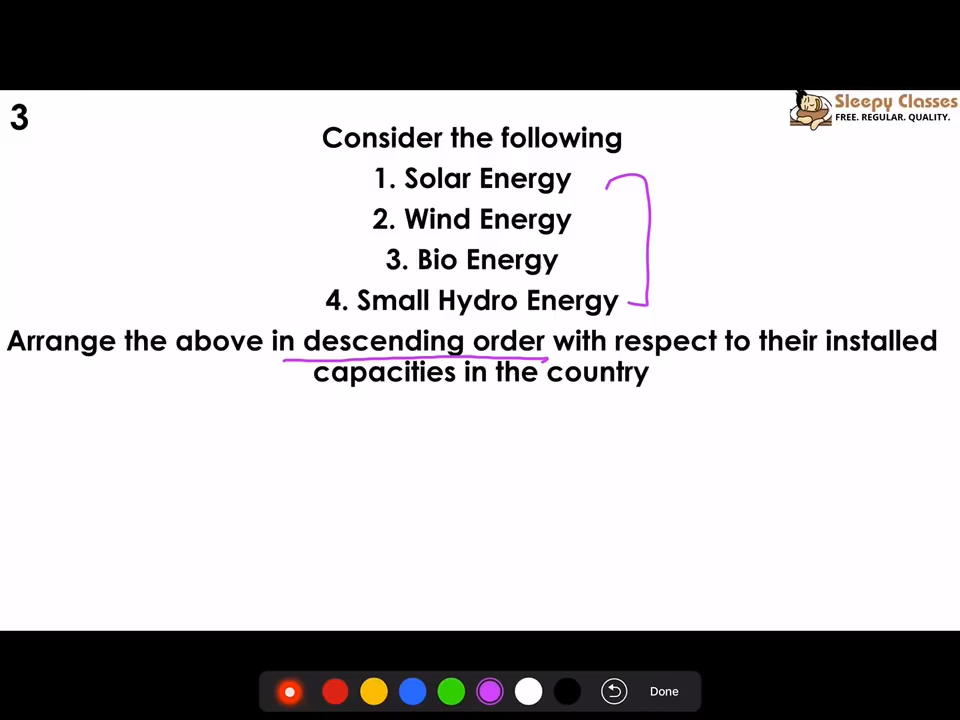 3
Sleepy Classes
FREE. REGULAR. QUALITY.
Consider the following
1. Solar Energy
2. Wind Energy
3. Bio Energy
4. Small Hydro Energy
Arrange the above in descending order with respect to their installed
capacities in the country
Done